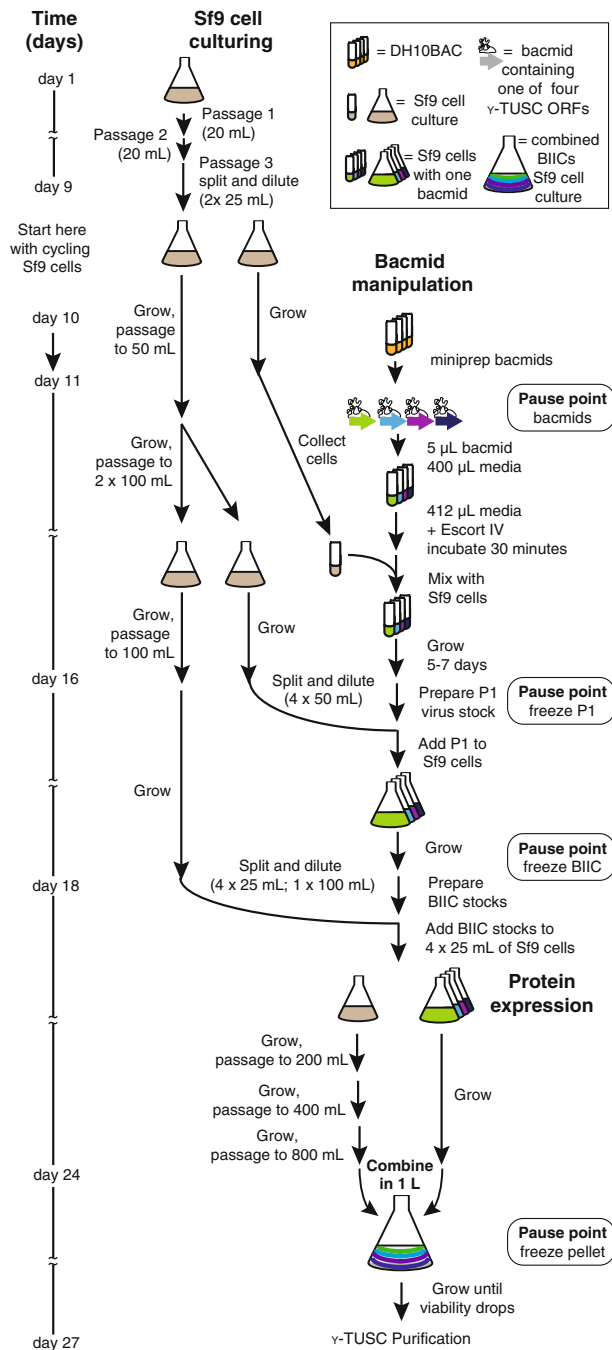 Time
(days)
Sf9 cell
culturing
day 1
Passage 1
(20 mL)
Passage 2
(20 mL)
Passage 3
split and dilute
(2x 25 mL)
day 9
Start here
with cycling
Sf9 cells
= DH10BAC
= bacmid
containing
one of four
γ-TUSC ORFs
= Sf9 cell
culture
= Sf9 cells
with one
bacmid
= combined
BIICs
Sf9 cell
culture
Bacmid
manipulation
day 10
Grow,
passage
to 50 mL
Grow
miniprep bacmids
day 11
Pause point
bacmids
Grow,
passage to
2 x 100 mL
Collect
cells
5 µL bacmid
400 µL media
412 µL media
+ Escort IV
incubate 30 minutes
Mix with
Sf9 cells
Grow,
passage
to 100 mL
Grow
Grow
5-7 days
day 16
Split and dilute
(4 x 50 mL)
Prepare P1
virus stock
Pause point
freeze P1
Add P1 to
Sf9 cells
Grow
Grow
Pause point
freeze BIIC
day 18
Split and dilute
(4 x 25 mL; 1 x 100 mL)
Prepare
BIIC stocks
Add BIIC stocks to
4 x 25 mL of Sf9 cells
Protein
expression
Grow,
passage to 200 mL
Grow,
passage to 400 mL
Grow
Grow,
passage to 800 mL
day 24
Combine
in 1 L
Pause point
freeze pellet
Grow until
viability drops
day 27
γ-TUSC Purification